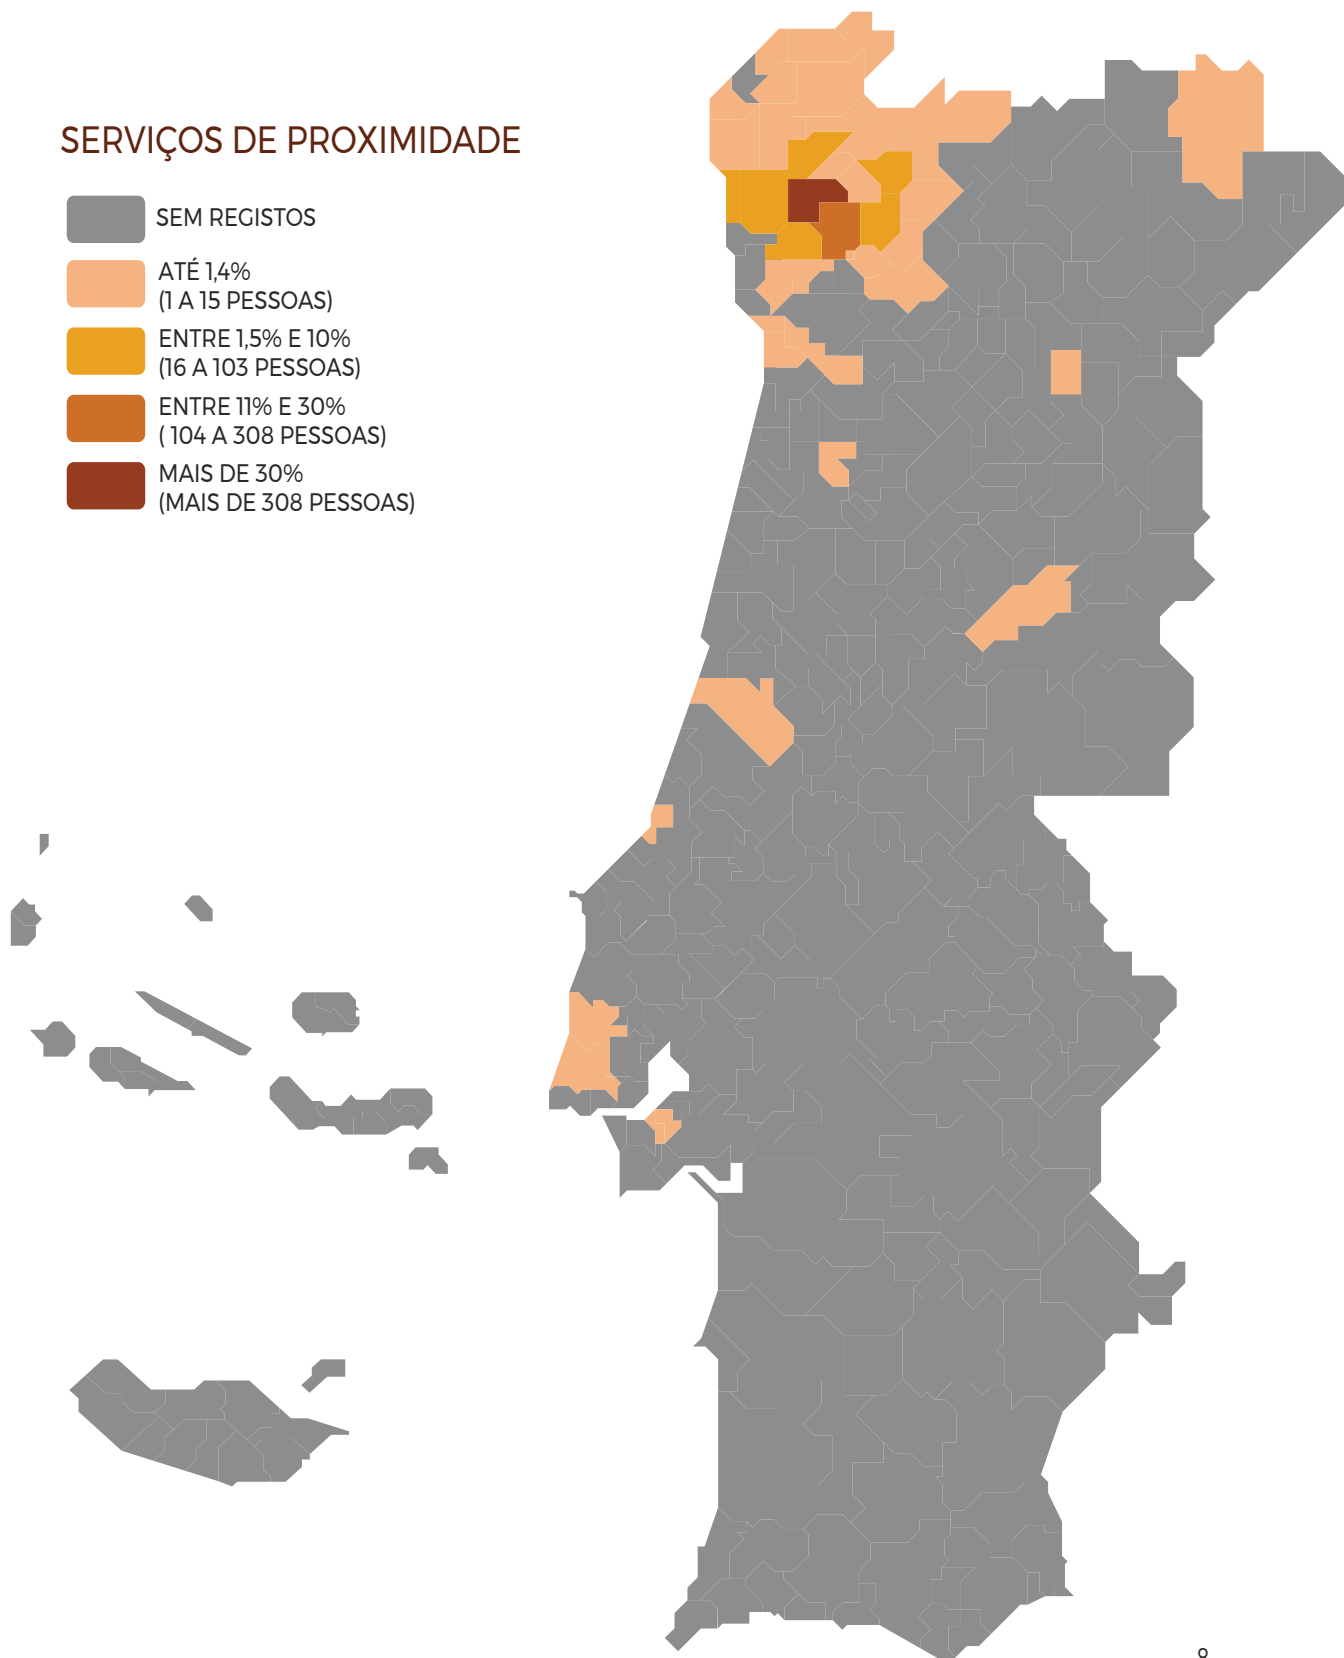 SERVIÇOS DE PROXIMIDADE
SEM REGISTOS
ATÉ 1,4%
(1 A 15 PESSOAS)
ENTRE 1,5% E 10%
(16 A 103 PESSOAS)
ENTRE 11% E 30%
( 104 A 308 PESSOAS)
MAIS DE 30%
(MAIS DE 308 PESSOAS)